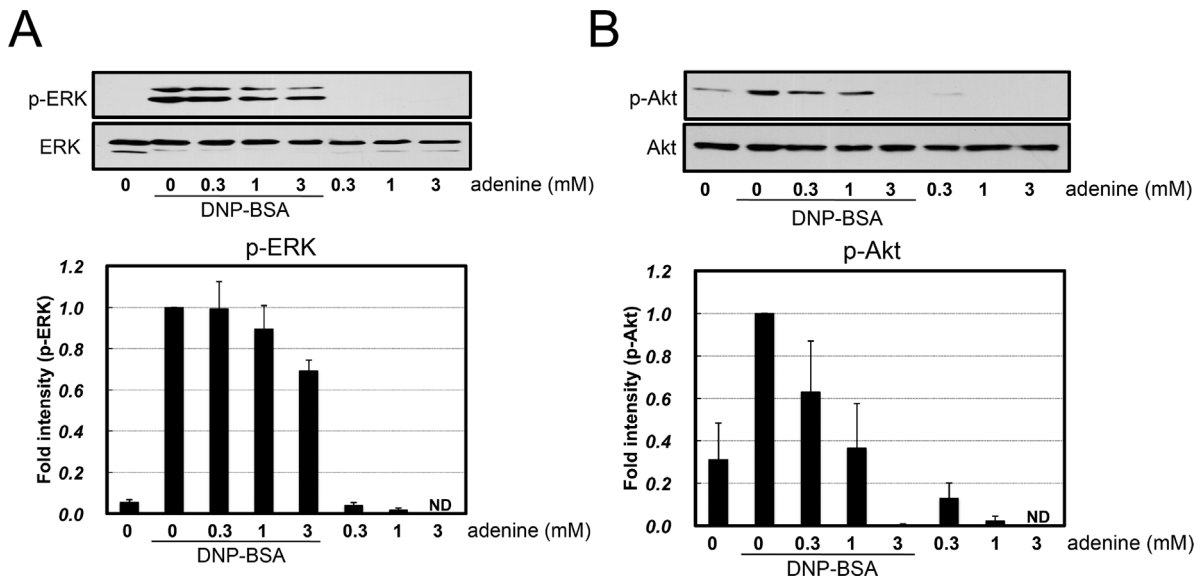 A
p-ERK
ERK
0 0 0.3 1 3 0.3 1 3 adenine (mM)
DNP-BSA
p-ERK
Fold intensity (p-ERK)
1.2
1.0
0.8
0.6
0.4
0.2
0.0
ND
0 0 0.3 1 3 0.3 1 3 adenine (mM)
DNP-BSA
B
p-Akt
Akt
0 0 0.3 1 3 0.3 1 3 adenine (mM)
DNP-BSA
p-Akt
Fold intensity (p-Akt)
1.2
1.0
0.8
0.6
0.4
0.2
0.0
ND
0 0 0.3 1 3 0.3 1 3 adenine (mM)
DNP-BSA